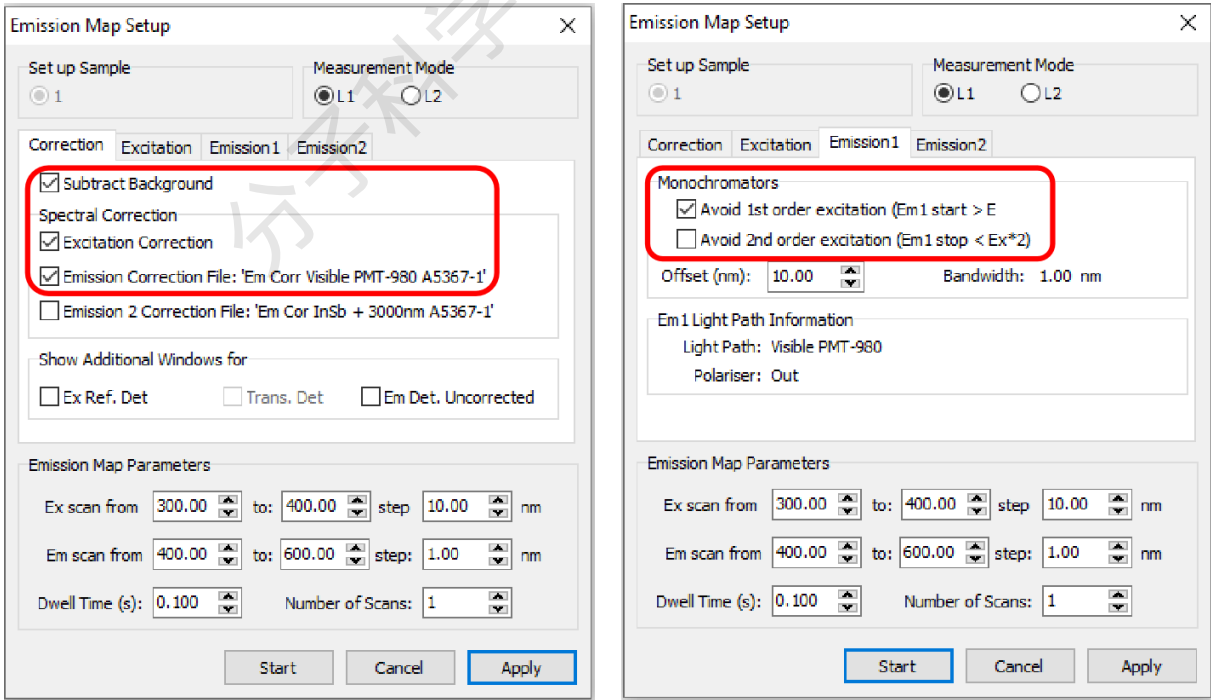 Emission Map Setup
Set up Sample
Measurement Mode
1
L1
L2
Correction Excitation Emission1 Emission2
Subtract Background
Spectral Correction
Excitation Correction
Emission Correction File: 'Em Corr Visible PMT-980 A5367-1'
Emission 2 Correction File: 'Em Cor InSb + 3000nm A5367-1'
Show Additional Windows for
Ex Ref. Det Trans. Det Em Det. Uncorrected
Emission Map Parameters
Ex scan from 300.00 to: 400.00 step 10.00 nm
Em scan from 400.00 to: 600.00 step: 1.00 nm
Dwell Time (s): 0.100 Number of Scans: 1
Start Cancel Apply
Emission Map Setup
Set up Sample
Measurement Mode
1
L1
L2
Correction Excitation Emission1 Emission2
Monochromators
Avoid 1st order excitation (Em1 start > E
Avoid 2nd order excitation (Em1 stop < Ex*2)
Offset (nm): 10.00 Bandwidth: 1.00 nm
Em1 Light Path Information
Light Path: Visible PMT-980
Polariser: Out
Emission Map Parameters
Ex scan from 300.00 to: 400.00 step 10.00 nm
Em scan from 400.00 to: 600.00 step: 1.00 nm
Dwell Time (s): 0.100 Number of Scans: 1
Start Cancel Apply
分子科学